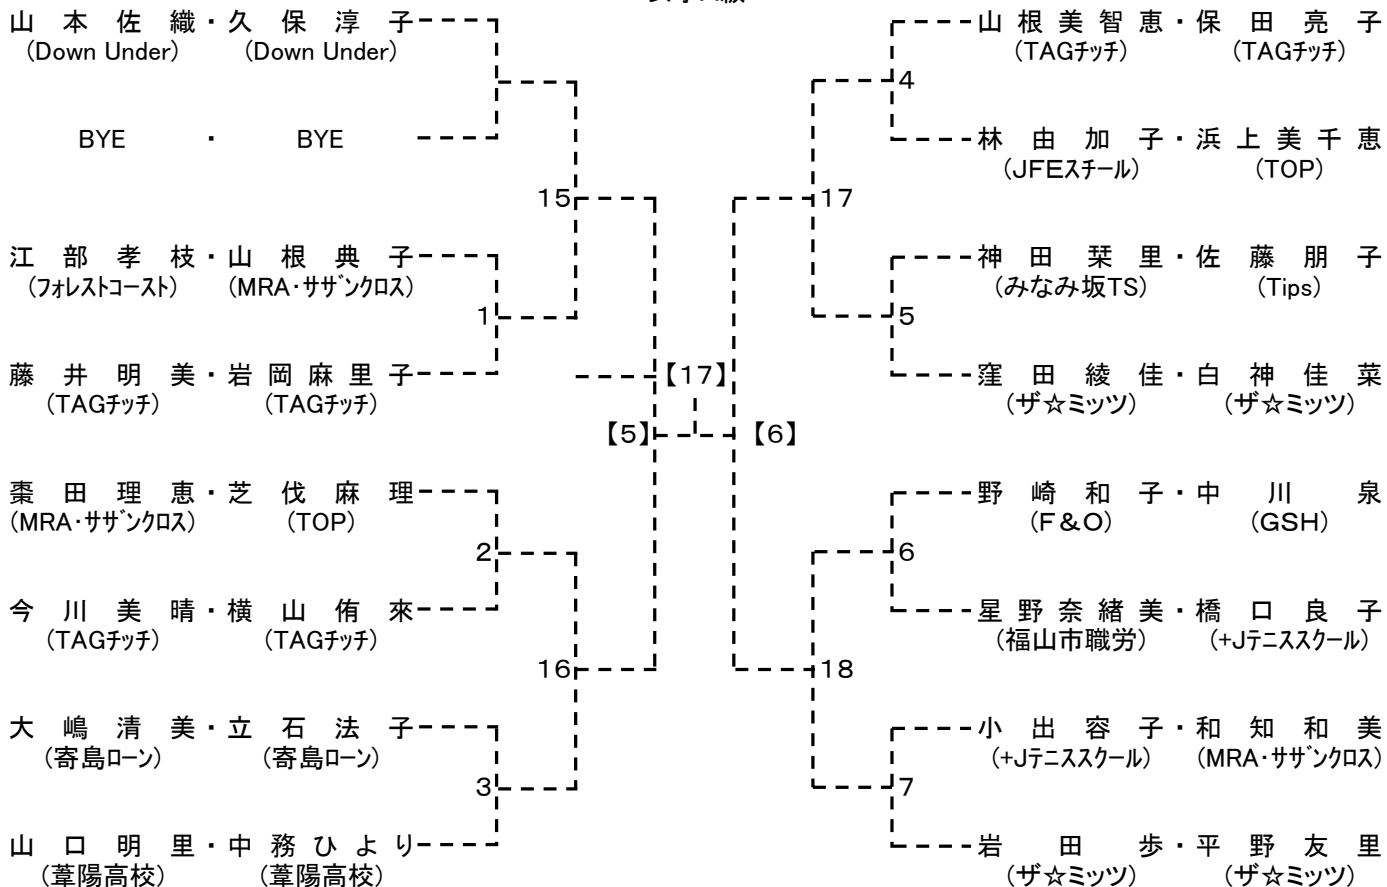 山本佐織・久保淳子
(Down Under) (Down Under)
BYE ・ BYE
15
江部孝枝・山根典子
(フォレストコースト) (MRA・サザンクロス)
1
藤井明美・岩岡麻里子
(TAGチッチ) (TAGチッチ)
棗田理恵・芝伐麻理
(MRA・サザンクロス) (TOP)
2
今川美晴・横山侑來
(TAGチッチ) (TAGチッチ)
16
大嶋清美・立石法子
(寄島ローン) (寄島ローン)
3
山口明里・中務ひより
(葦陽高校) (葦陽高校)
【17】
【5】 【6】
山根美智恵・保田亮子
(TAGチッチ) (TAGチッチ)
4
林由加子・浜上美千恵
(JFEスチール) (TOP)
17
神田栞里・佐藤朋子
(みなみ坂TS) (Tips)
5
窪田綾佳・白神佳菜
(ザ☆ミッツ) (ザ☆ミッツ)
野崎和子・中川泉
(F&O) (GSH)
6
星野奈緒美・橋口良子
(福山市職労) (+Jテニススクール)
18
小出容子・和知和美
(+Jテニススクール) (MRA・サザンクロス)
7
岩田歩・平野友里
(ザ☆ミッツ) (ザ☆ミッツ)